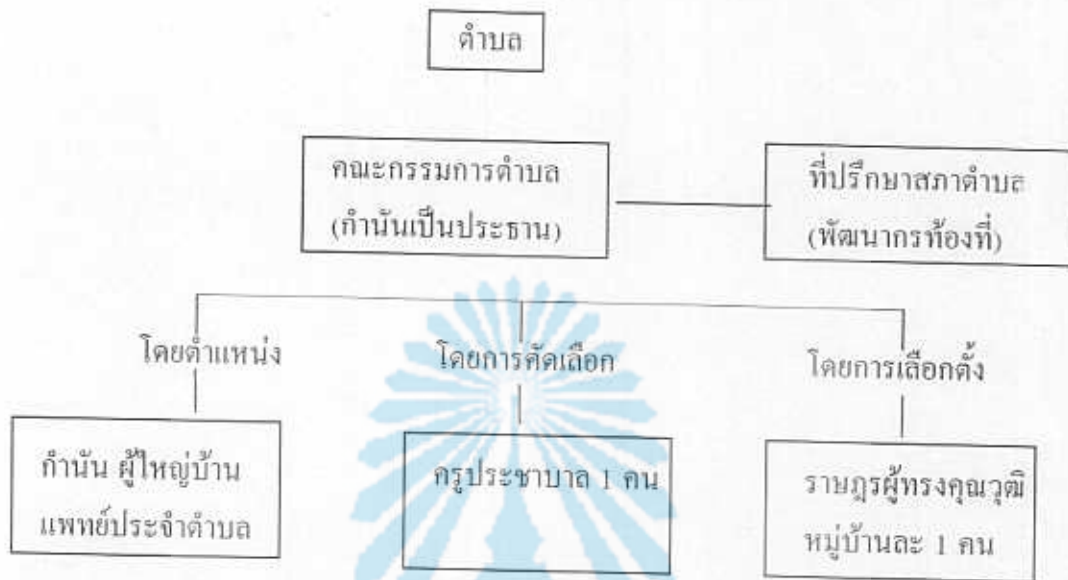 ตำบล
คณะกรรมการตำบล
(กำนันเป็นประธาน)
ที่ปรึกษาสภาตำบล
(พัฒนากรท้องที่)
โดยตำแหน่ง
โดยการคัดเลือก
โดยการเลือกตั้ง
กำนัน ผู้ใหญ่บ้าน
แพทย์ประจำตำบล
ครูประชาบาล 1 คน
ราษฎรผู้ทรงคุณวุฒิ
หมู่บ้านละ 1 คน